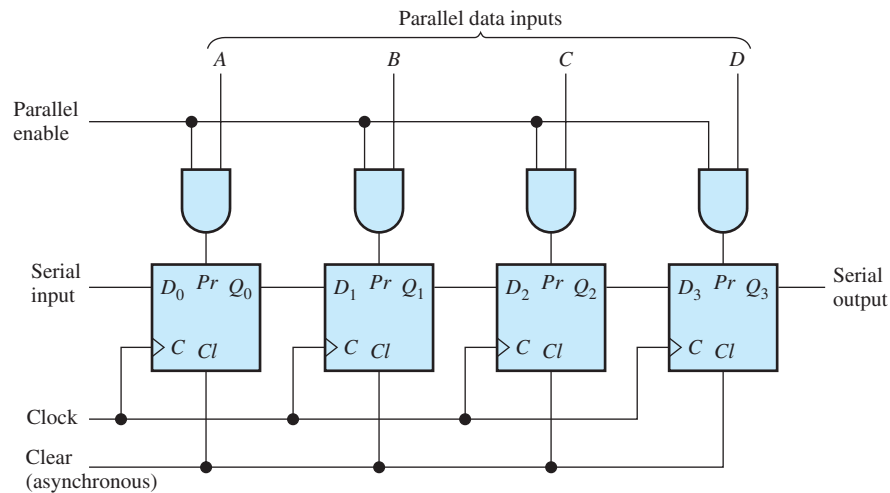 Parallel data inputs
A B C D
Parallel
enable
Serial
input
D₀ Pr Q₀ D₁ Pr Q₁ D₂ Pr Q₂ D₃ Pr Q₃
Serial
output
C Cl C Cl C Cl C Cl
Clock
Clear
(asynchronous)